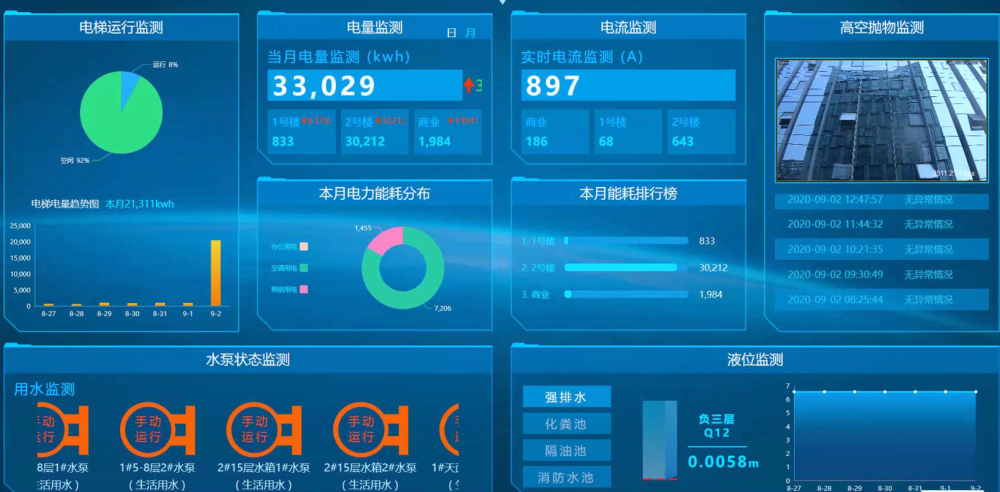 电梯运行监测
运行 8%
空闲 92%
电梯电量趋势图 本月21,311kwh
25,000
20,000
15,000
10,000
5,000
0
8-27 8-28 8-29 8-30 8-31 9-1 9-2
电量监测
日 月
当月电量监测 (kwh)
33,029
1号楼 833%
833
2号楼 30212
30,212
商业 1984%
1,984
电流监测
实时电流监测 (A)
897
商业
186
1号楼
68
2号楼
643
高空抛物监测
2020-09-02 12:47:57 无异常情况
2020-09-02 11:44:32 无异常情况
2020-09-02 10:21:35 无异常情况
2020-09-02 09:30:49 无异常情况
2020-09-02 08:25:44 无异常情况
本月电力能耗分布
1,455
办公用电
空调用电
照明用电
7,206
本月能耗排行榜
1. 1号楼 833
2. 2号楼 30,212
3. 商业 1,984
水泵状态监测
用水监测
手动
运行
8层1#水泵
活用水）
手动
运行
1#5-8层2#水泵
（生活用水）
手动
运行
2#15层水箱1#水泵
（生活用水）
手动
运行
2#15层水箱2#水泵
（生活用水）
1#天
液位监测
强排水
化粪池
隔油池
消防水池
负三层
Q12
0.0058m
7
6
5
4
3
2
1
0
8-27 8-28 8-29 8-30 8-31 9-1 9-2